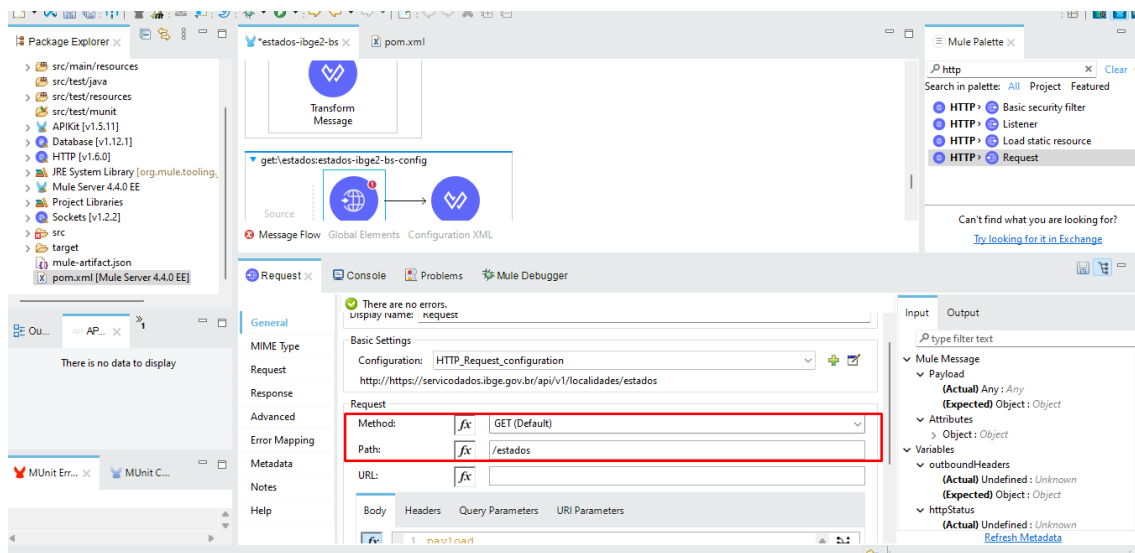 Package Explorer
src/main/resources
src/test/java
src/test/resources
src/test/munit
APIKit [v1.5.11]
Database [v1.12.1]
HTTP [v1.6.0]
JRE System Library [org.mule.tooling.
Mule Server 4.4.0 EE
Project Libraries
Sockets [v1.2.2]
src
target
mule-artifact.json
pom.xml [Mule Server 4.4.0 EE]
Ou...
api AP...
»1
There is no data to display
MUnit Err...
MUnit C...
*estados-ibge2-bs
pom.xml
Transform
Message
get:\estados:estados-ibge2-bs-config
Source
Message Flow Global Elements Configuration XML
Request
Console
Problems
Mule Debugger
There are no errors.
General
MIME Type
Request
Response
Advanced
Error Mapping
Metadata
Notes
Help
Display Name: Request
Basic Settings
Configuration: HTTP_Request_configuration
http://https://servicodados.ibge.gov.br/api/v1/localidades/estados
Request
Method: fx GET (Default)
Path: fx /estados
URL: fx
Body Headers Query Parameters URI Parameters
fx 1 payload
Mule Palette
http
Clear
Search in palette: All Project Featured
HTTP › Basic security filter
HTTP › Listener
HTTP › Load static resource
HTTP › Request
Can't find what you are looking for?
Try looking for it in Exchange
Input Output
type filter text
Mule Message
Payload
(Actual) Any : Any
(Expected) Object : Object
Attributes
Object : Object
Variables
outboundHeaders
(Actual) Undefined : Unknown
(Expected) Object : Object
httpStatus
(Actual) Undefined : Unknown
Refresh Metadata